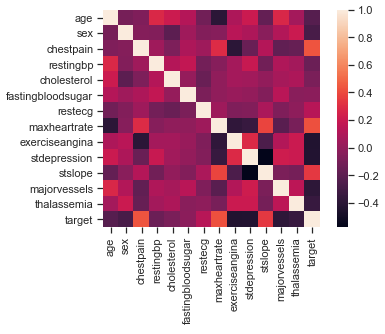 age
sex
chestpain
restingbp
cholesterol
fastingbloodsugar
restecg
maxheartrate
exerciseangina
stdepression
stslope
majorvessels
thalassemia
target
age
sex
chestpain
restingbp
cholesterol
fastingbloodsugar
restecg
maxheartrate
exerciseangina
stdepression
stslope
majorvessels
thalassemia
target
1.0
0.8
0.6
0.4
0.2
0.0
−0.2
−0.4